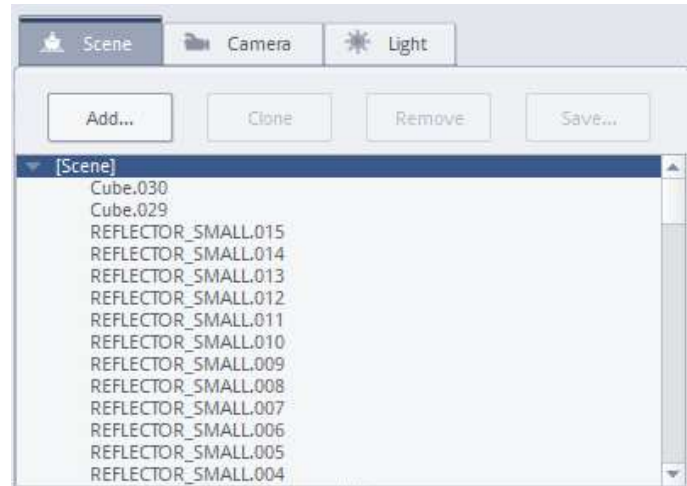 Scene Camera Light
Add... Clone Remove Save...
[Scene]
Cube.030
Cube.029
REFLECTOR_SMALL.015
REFLECTOR_SMALL.014
REFLECTOR_SMALL.013
REFLECTOR_SMALL.012
REFLECTOR_SMALL.011
REFLECTOR_SMALL.010
REFLECTOR_SMALL.009
REFLECTOR_SMALL.008
REFLECTOR_SMALL.007
REFLECTOR_SMALL.006
REFLECTOR_SMALL.005
REFLECTOR_SMALL.004